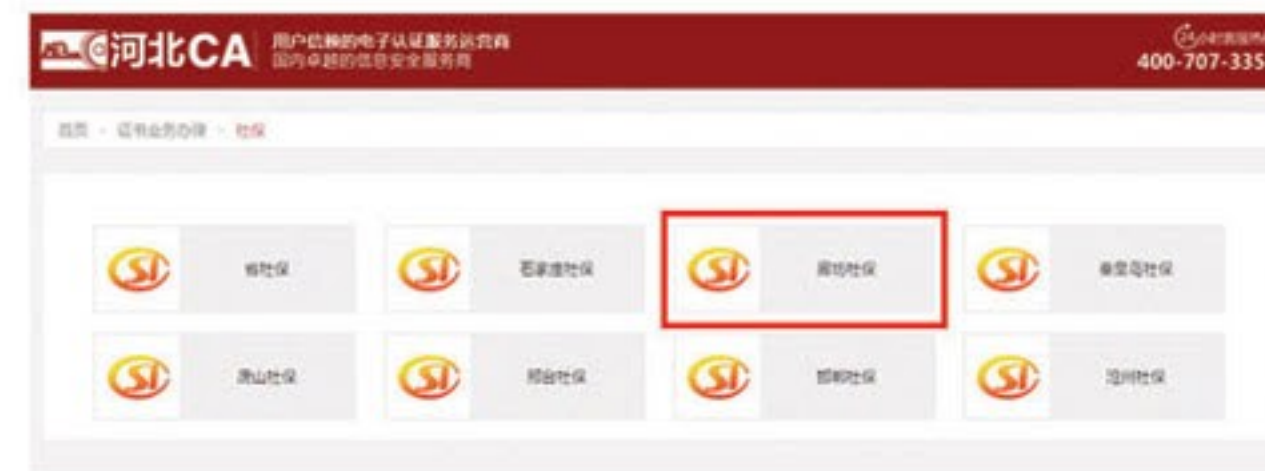 河北CA
用户信赖的电子认证服务运营商
国内卓越的信息安全服务商
400-707-335
首页 > 证书业务办理 > 社保
省社保
石家庄社保
廊坊社保
秦皇岛社保
唐山社保
邢台社保
邯郸社保
沧州社保